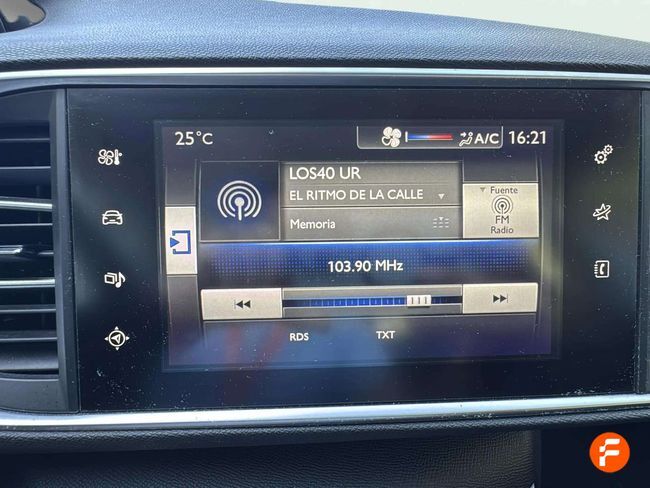 25°C
A/C
16:21
LOS40 UR
EL RITMO DE LA CALLE
Memoria
Fuente
FM
Radio
103.90 MHz
RDS
TXT